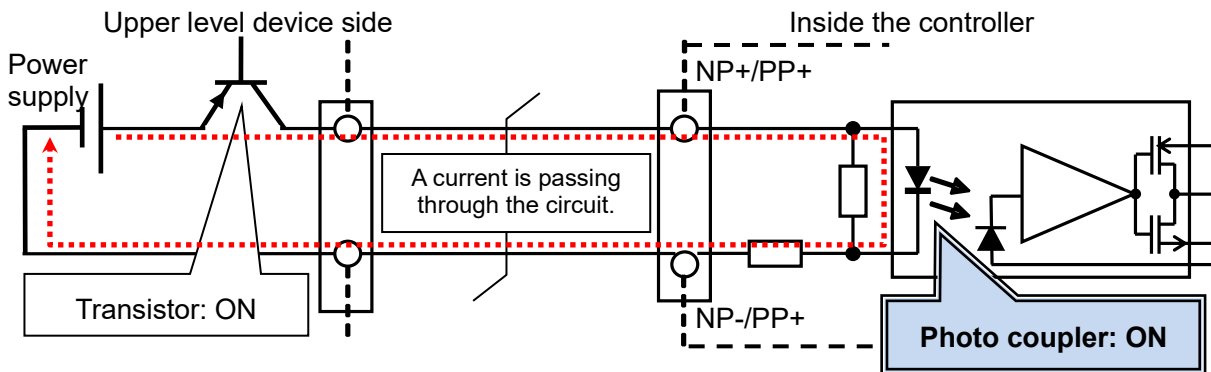 Upper level device side
Inside the controller
Power
supply
NP+/PP+
A current is passing
through the circuit.
Transistor: ON
NP-/PP+
Photo coupler: ON